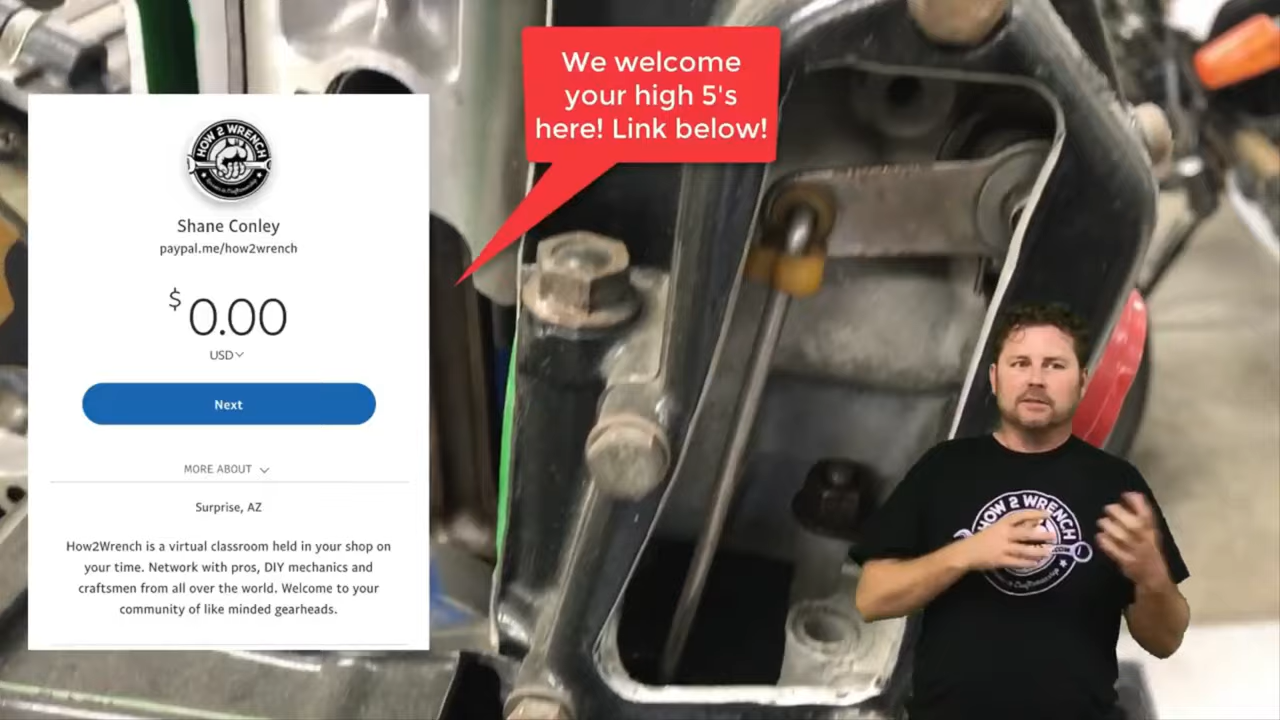 We welcome
your high 5's
here! Link below!
HOW 2 WRENCH
Shane Conley
paypal.me/how2wrench
$0.00
USD
Next
MORE ABOUT
Surprise, AZ
How2Wrench is a virtual classroom held in your shop on
your time. Network with pros, DIY mechanics and
craftsmen from all over the world. Welcome to your
community of like minded gearheads.
HOW 2 WRENCH
.COM